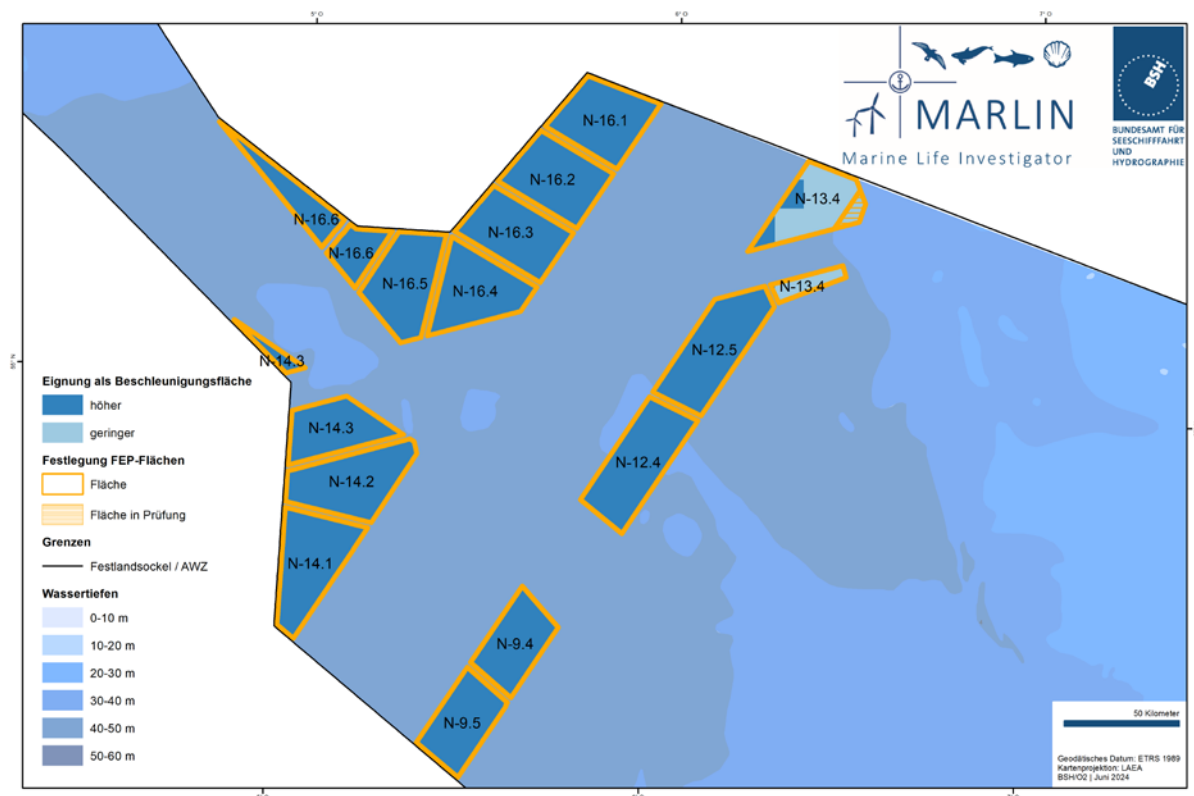 5° O
6° O
7° O
MARLIN
Marine Life Investigator
BSH
BUNDESAMT FÜR
SEESCHIFFFAHRT
UND
HYDROGRAPHIE
N-16.1
N-16.2
N-16.3
N-16.4
N-16.5
N-16.6
N-16.6
N-13.4
N-13.4
N-12.5
N-12.4
N-14.3
N-14.3
N-14.2
N-14.1
N-9.4
N-9.5
Eignung als Beschleunigungsfläche
höher
geringer
Festlegung FEP-Flächen
Fläche
Fläche in Prüfung
Grenzen
Festlandsockel / AWZ
Wassertiefen
0-10 m
10-20 m
20-30 m
30-40 m
40-50 m
50-60 m
50 Kilometer
Geodätisches Datum: ETRS 1989
Kartenprojektion: LAEA
BSH/O2 | Juni 2024